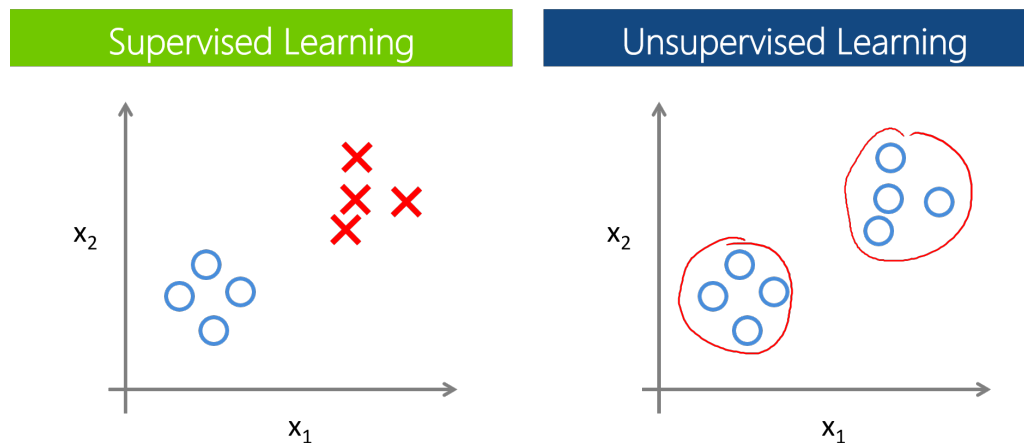 Supervised Learning
x₂
x₁
Unsupervised Learning
x₂
x₁